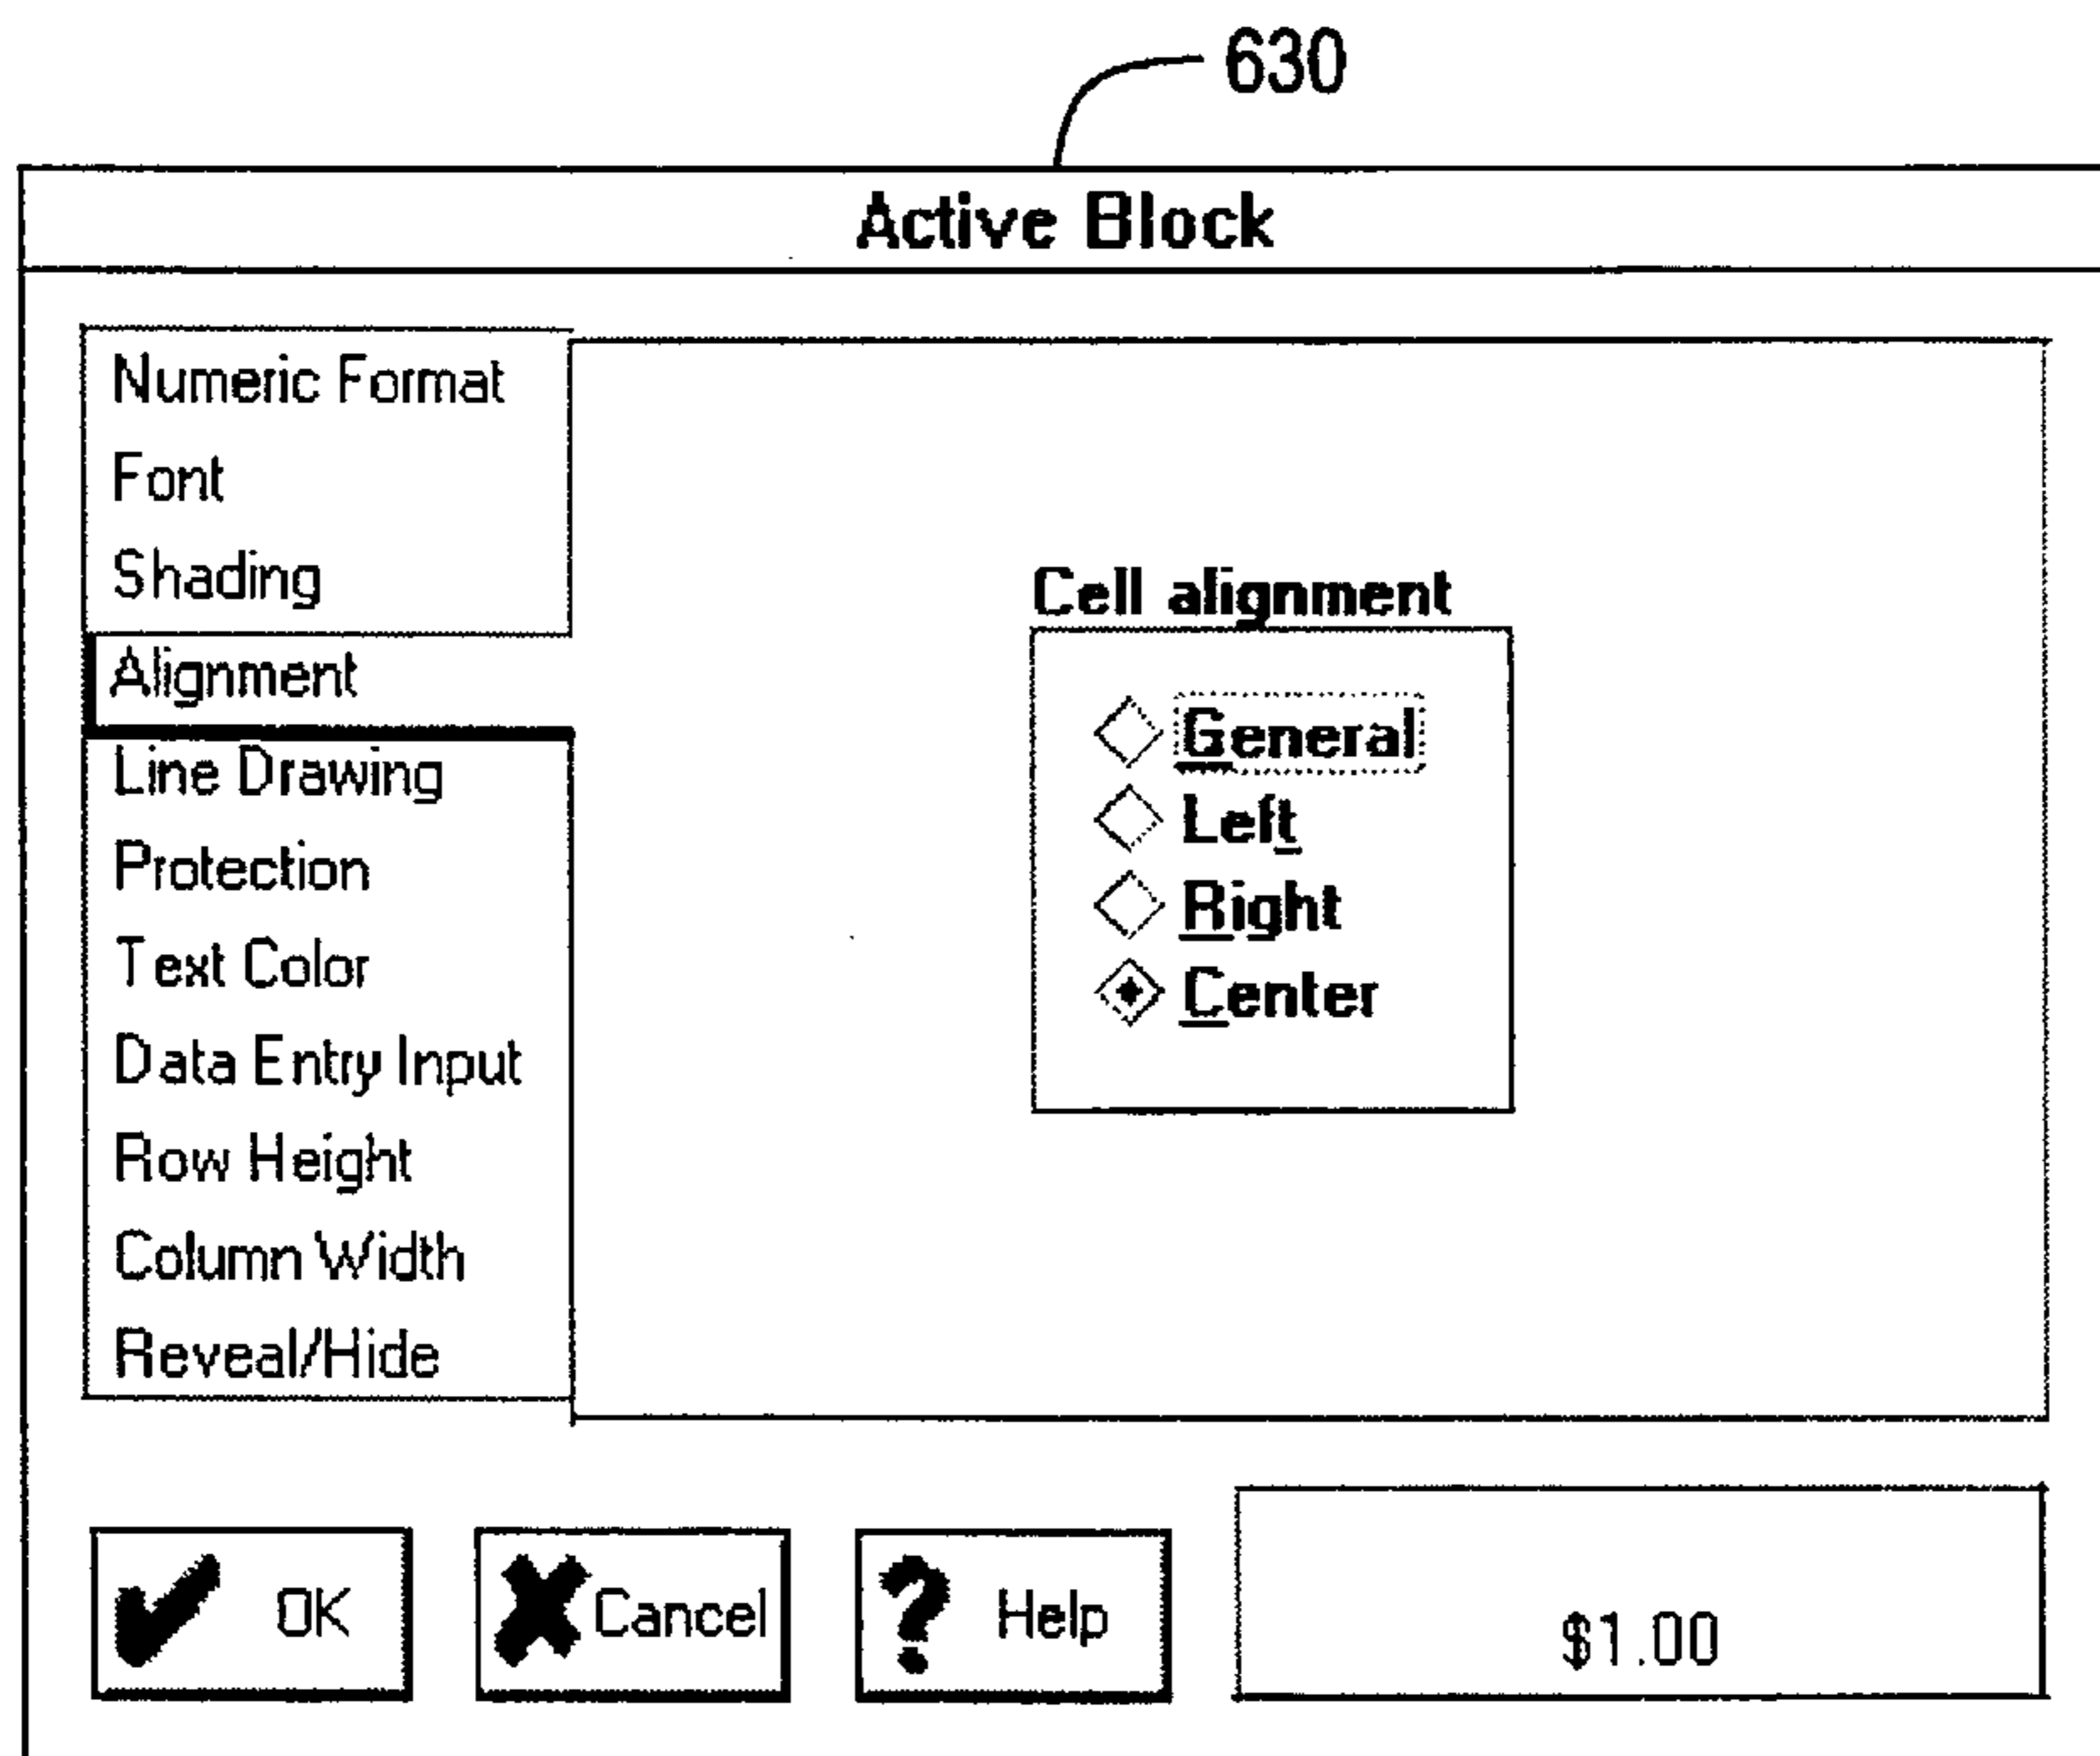 630
Active Block
Numeric Format
Font
Shading
Alignment
Line Drawing
Protection
Text Color
Data Entry Input
Row Height
Column Width
Reveal/Hide
Cell alignment
General
Left
Right
Center
OK
Cancel
Help
$1.00